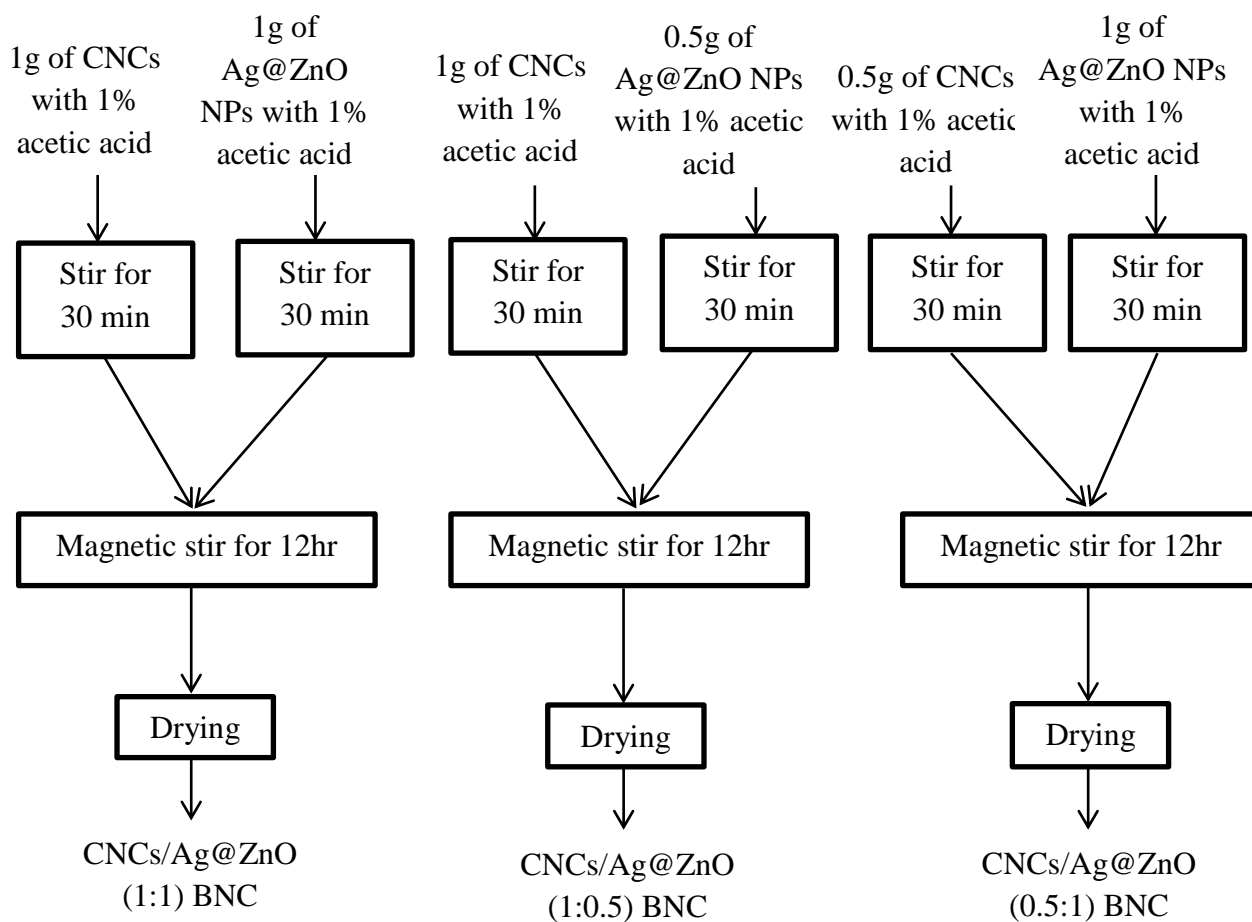 1g of CNCs
with 1%
acetic acid
1g of
Ag@ZnO
NPs with 1%
acetic acid
1g of CNCs
with 1%
acetic acid
0.5g of
Ag@ZnO NPs
with 1% acetic
acid
0.5g of CNCs
with 1% acetic
acid
1g of
Ag@ZnO NPs
with 1%
acetic acid
Stir for
30 min
Stir for
30 min
Stir for
30 min
Stir for
30 min
Stir for
30 min
Stir for
30 min
Magnetic stir for 12hr
Magnetic stir for 12hr
Magnetic stir for 12hr
Drying
Drying
Drying
CNCs/Ag@ZnO
(1:1) BNC
CNCs/Ag@ZnO
(1:0.5) BNC
CNCs/Ag@ZnO
(0.5:1) BNC